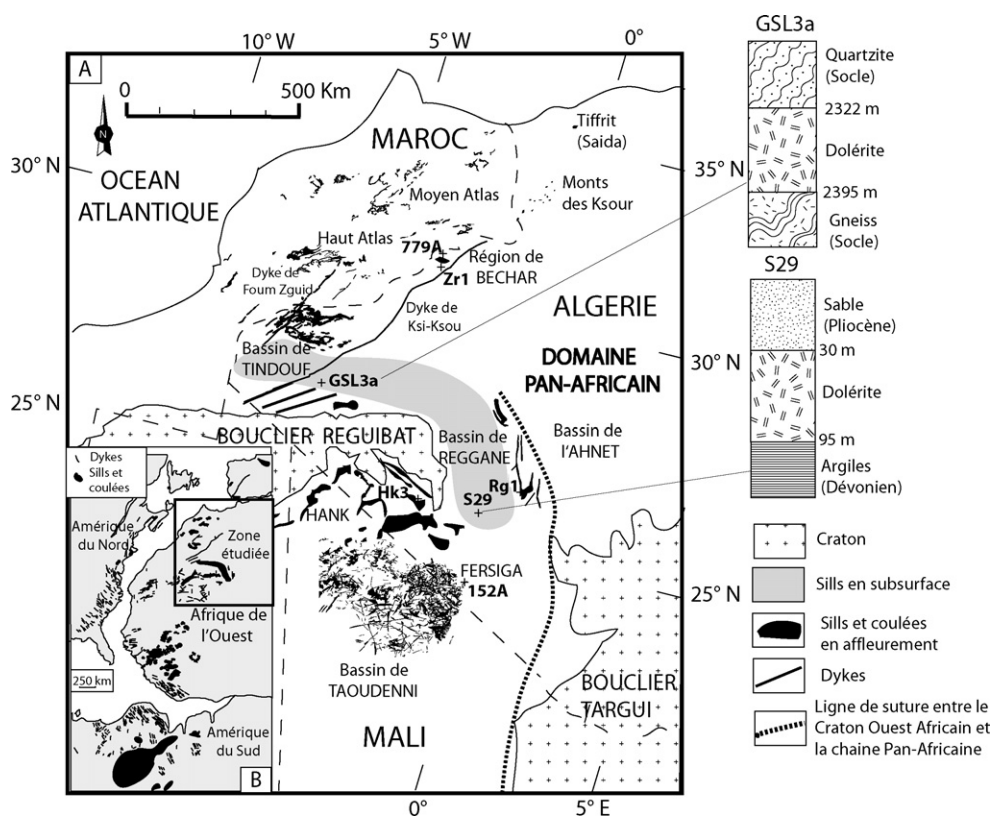 10° W
5° W
0°
A
0
500 Km
N
Tiffrit
(Saida)
MAROC
30° N
35° N
OCEAN
ATLANTIQUE
Moyen Atlas
Monts
des Ksour
Haut Atlas
779A
Région de
BECHAR
Zr1
Dyke de
Foum Zguid
Dyke de
Ksi-Ksou
ALGERIE
Bassin de
TINDOUF
DOMAINE
PAN-AFRICAIN
30° N
GSL3a
25° N
BOUCLIER REGUIBAT
Bassin de
REGGANE
Bassin de
l'AHNET
Rg1
S29
Hk3
HANK
FERSIGA
152A
25° N
Bassin de
TAOUDENNI
BOUCLIER
TARGUI
MALI
0°
5° E
Dykes
Sills et
coulées
Amérique
du Nord
Zone
étudiée
Afrique de
l'Ouest
250 km
Amérique
du Sud
B
GSL3a
Quartzite
(Socle)
2322 m
Dolérite
2395 m
Gneiss
(Socle)
S29
Sable
(Pliocène)
30 m
Dolérite
95 m
Argiles
(Dévonien)
Craton
Sills en subsurface
Sills et coulées
en affleurement
Dykes
Ligne de suture entre le
Craton Ouest Africain et
la chaine Pan-Africaine